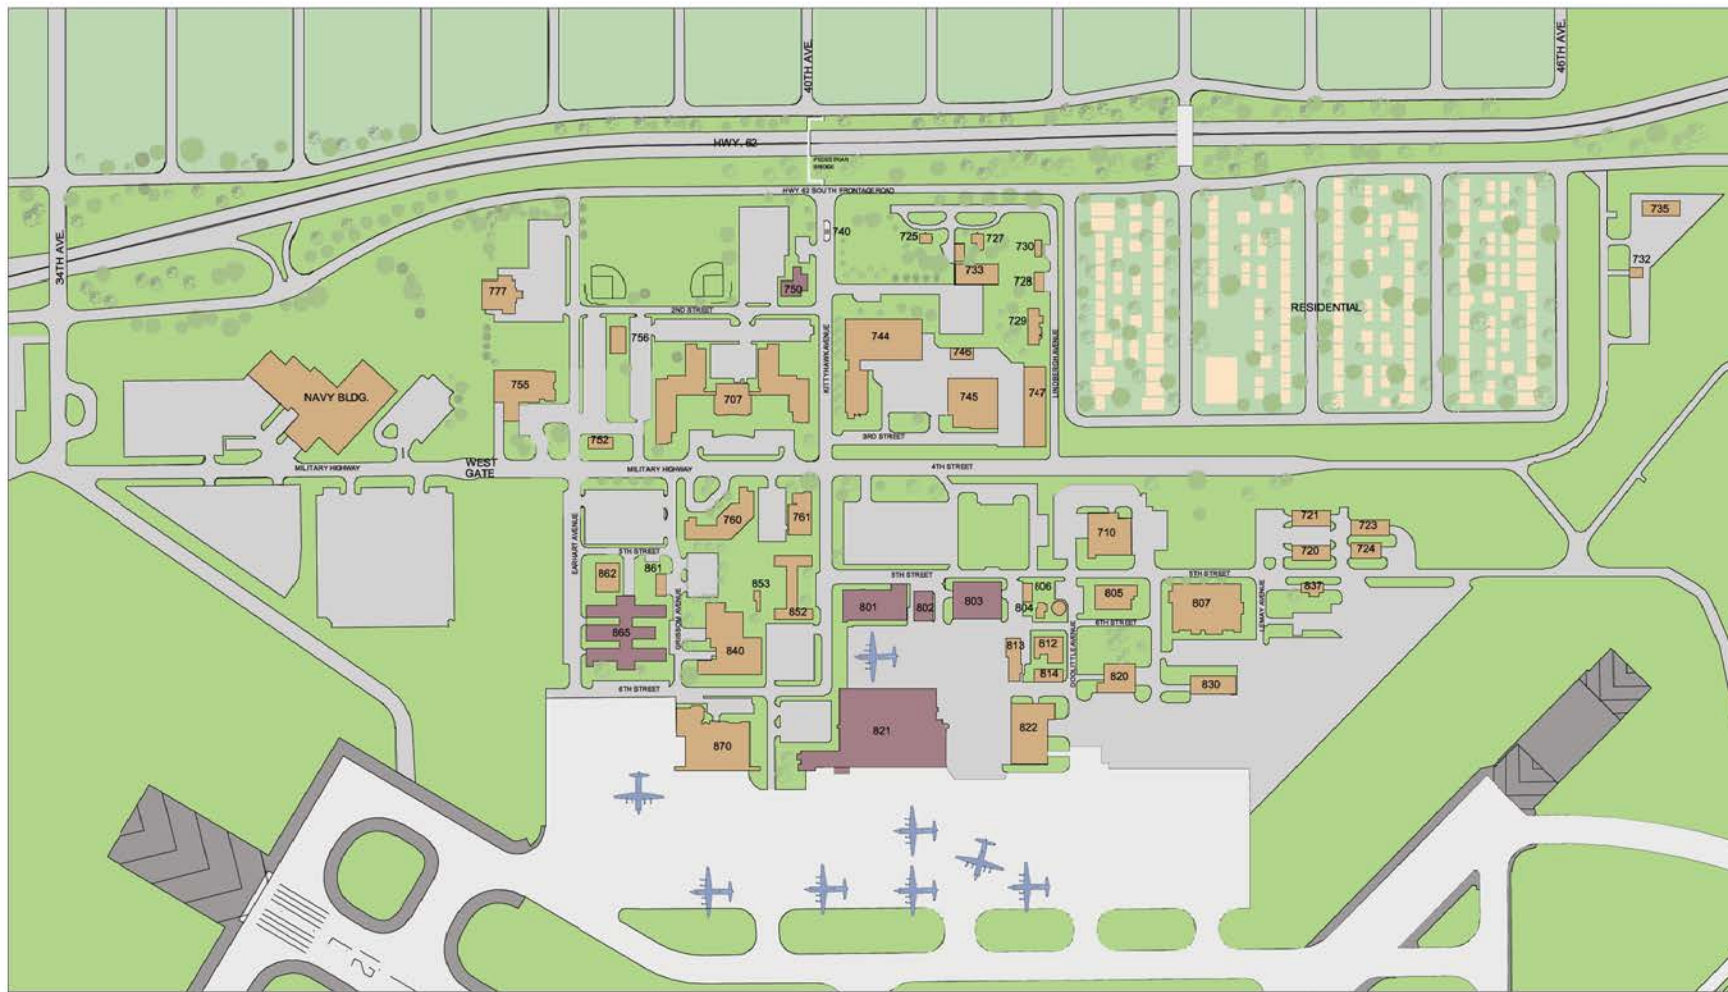 40TH AVE.
46TH AVE.
HWY. 62
PEDESTRIAN
BRIDGE
HWY 62 SOUTH FRONTAGE ROAD
34TH AVE.
735
740
725
727
730
732
733
728
777
750
RESIDENTIAL
2ND STREET
729
756
744
746
KITTYHAWK AVENUE
LINDBERGH AVENUE
755
NAVY BLDG.
707
745
747
752
3RD STREET
WEST
GATE
MILITARY HIGHWAY
MILITARY HIGHWAY
4TH STREET
760
761
721
723
710
EARHART AVENUE
5TH STREET
720
724
862
861
853
5TH STREET
5TH STREET
806
837
801
802
803
804
805
807
852
LEMAY AVENUE
865
GRISSOM AVENUE
6TH STREET
840
813
812
DOOLITTLE AVENUE
814
820
830
6TH STREET
870
821
822
L
2